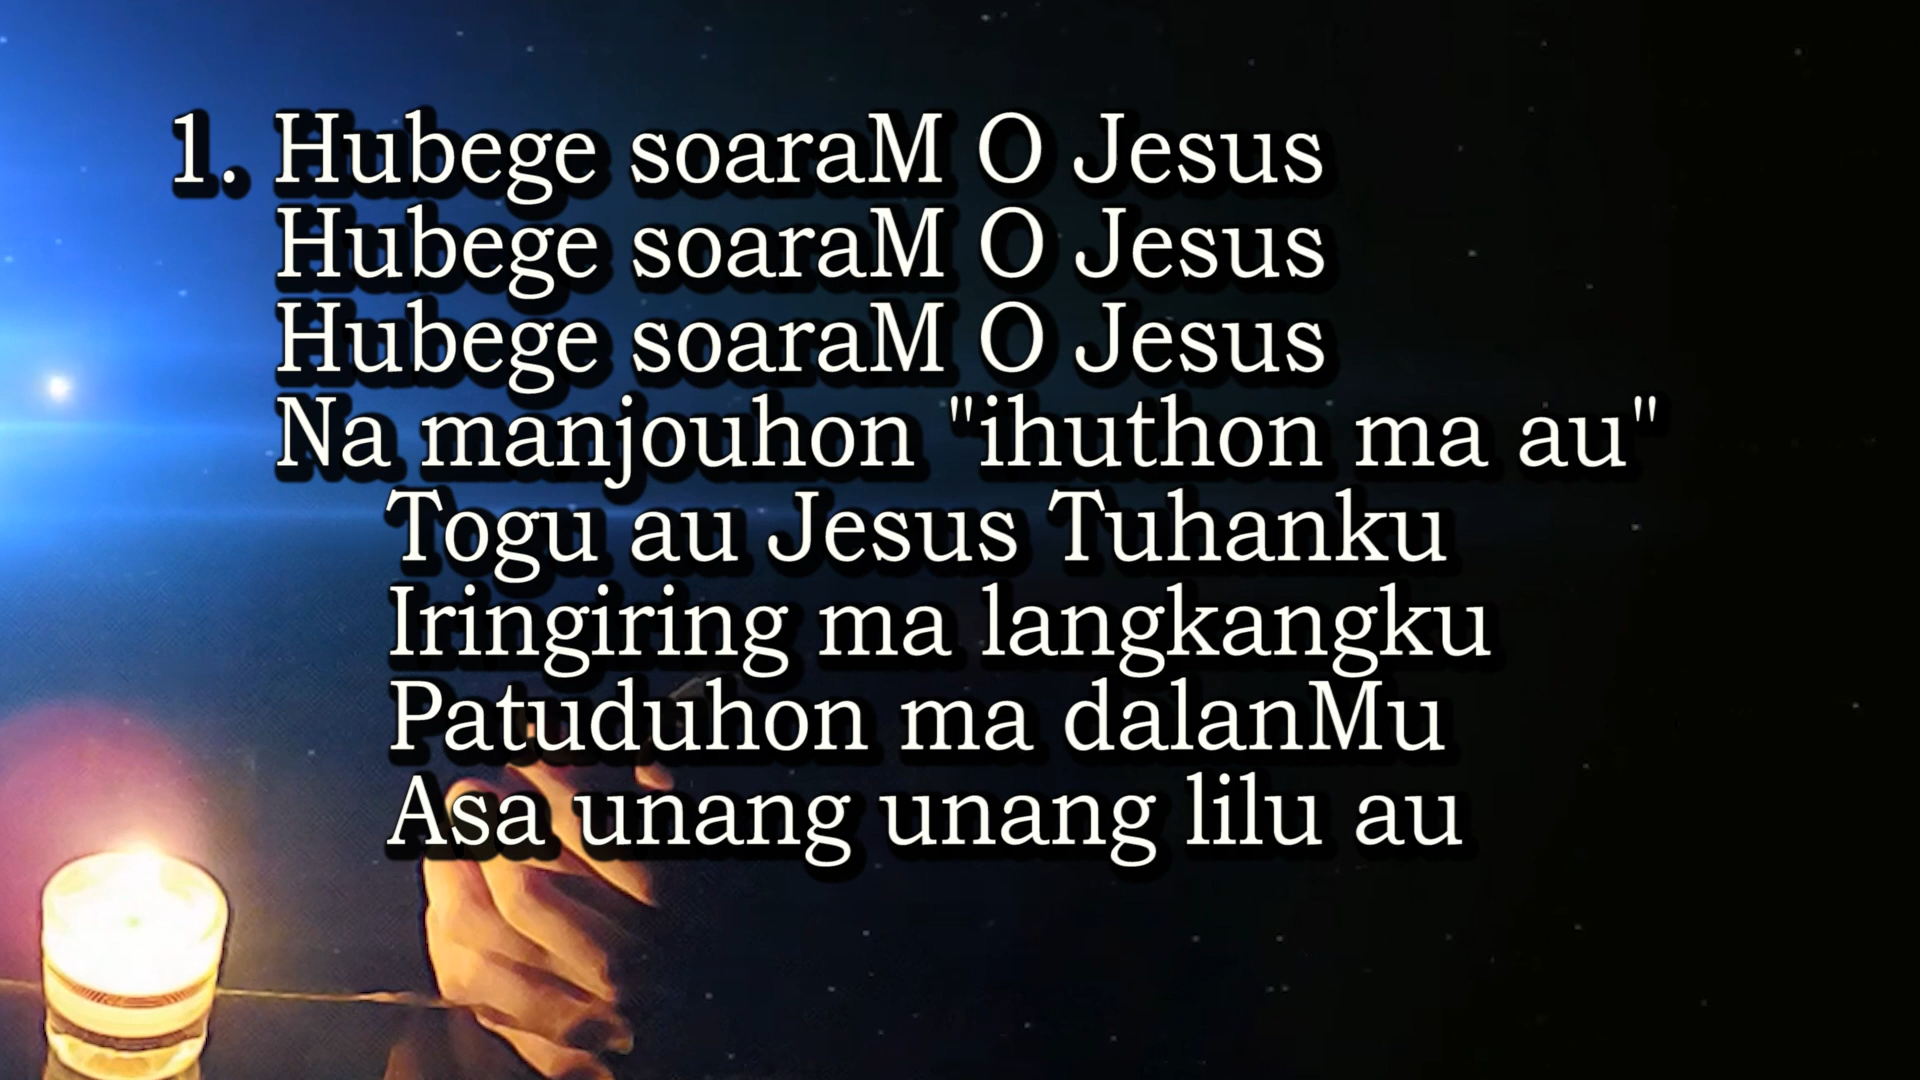 1. Hubege soaraM O Jesus
Hubege soaraM O Jesus
Hubege soaraM O Jesus
Na manjouhon "ihuthon ma au"
Togu au Jesus Tuhanku
Iringiring ma langkangku
Patuduhon ma dalanMu
Asa unang unang lilu au